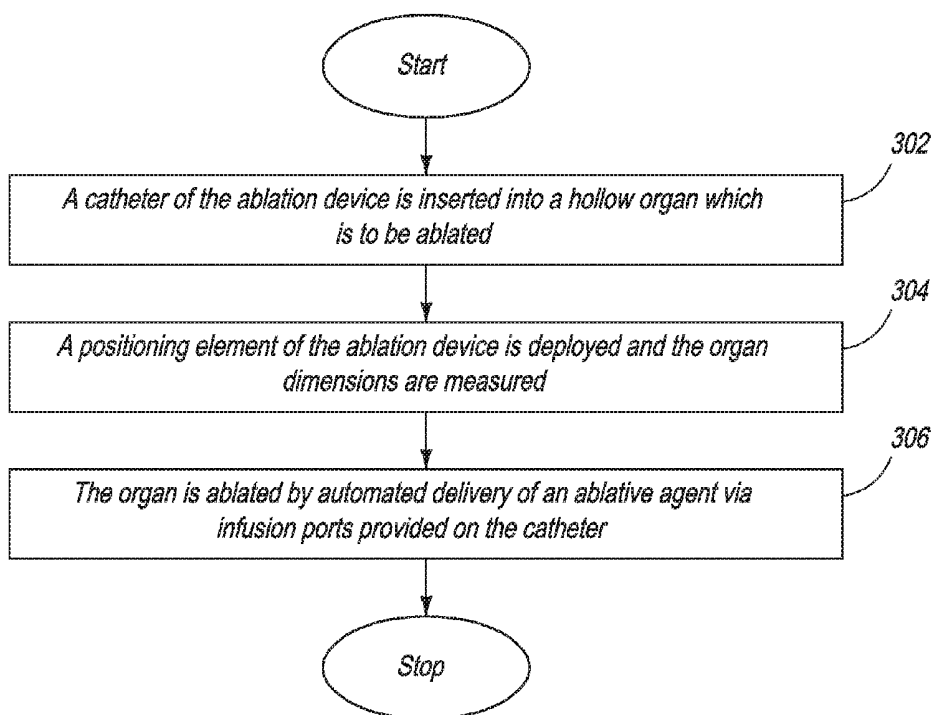 Start
302
A catheter of the ablation device is inserted into a hollow organ which
is to be ablated
304
A positioning element of the ablation device is deployed and the organ
dimensions are measured
306
The organ is ablated by automated delivery of an ablative agent via
infusion ports provided on the catheter
Stop